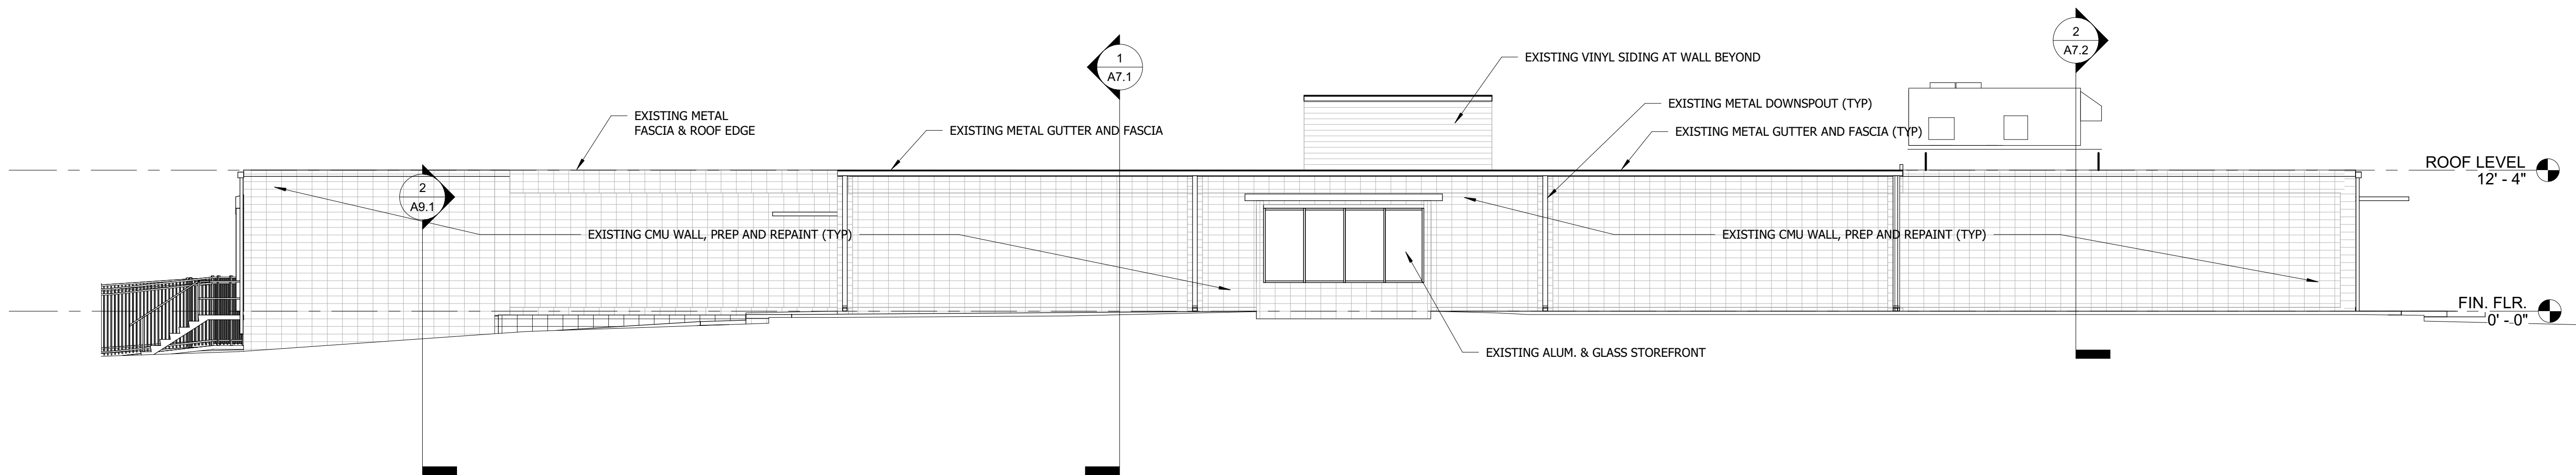 2
A7.2
1
A7.1
EXISTING VINYL SIDING AT WALL BEYOND
EXISTING METAL DOWNSPOUT (TYP)
EXISTING METAL
FASCIA & ROOF EDGE
EXISTING METAL GUTTER AND FASCIA
EXISTING METAL GUTTER AND FASCIA (TYP)
ROOF LEVEL
12' - 4"
2
A9.1
EXISTING CMU WALL, PREP AND REPAINT (TYP)
EXISTING CMU WALL, PREP AND REPAINT (TYP)
FIN. FLR.
0' - 0"
EXISTING ALUM. & GLASS STOREFRONT